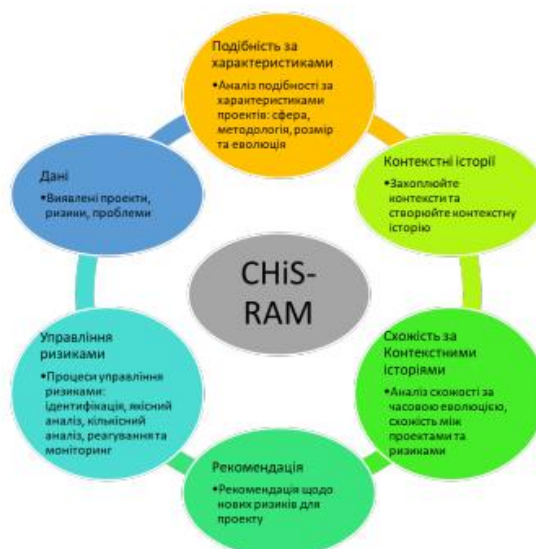 Подібність за
характеристиками
•Аналіз подібності за
характеристиками
проектів: сфера,
методологія, розмір
та еволюція
Контекстні історії
•Захоплюйте
контексти та
створюйте контекстну
історію
Схожість за
Контекстними
історіями
•Аналіз схожості за
часовою еволюцією,
схожість між
проектами та
ризиками
Рекомендація
•Рекомендація щодо
нових ризиків для
проекту
Управління
ризиками
•Процеси управління
ризиками:
ідентифікація, якісний
аналіз, кількісний
аналіз, реагування та
моніторинг
Дані
•Виявлені проекти,
ризики, проблеми
CHiS-
RAM